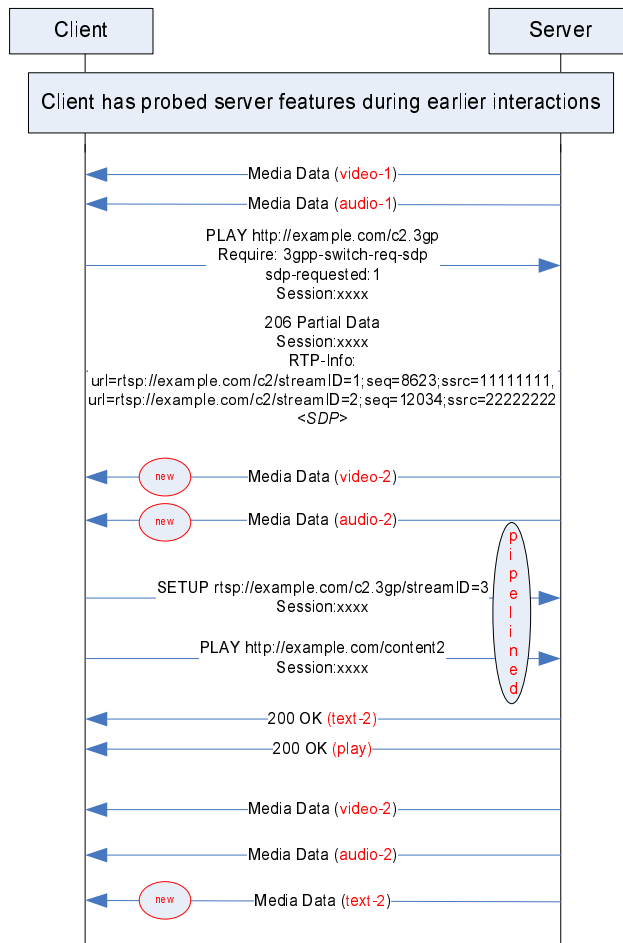 Client
Server
Client has probed server features during earlier interactions
Media Data (video-1)
Media Data (audio-1)
PLAY http://example.com/c2.3gp
Require: 3gpp-switch-req-sdp
sdp-requested:1
Session:xxxx
206 Partial Data
Session:xxxx
RTP-Info:
url=rtsp://example.com/c2/streamID=1;seq=8623;ssrc=11111111,
url=rtsp://example.com/c2/streamID=2;seq=12034;ssrc=22222222
<SDP>
new
Media Data (video-2)
new
Media Data (audio-2)
pipelined
SETUP rtsp://example.com/c2.3gp/streamID=3
Session:xxxx
PLAY http://example.com/content2
Session:xxxx
200 OK (text-2)
200 OK (play)
Media Data (video-2)
Media Data (audio-2)
new
Media Data (text-2)